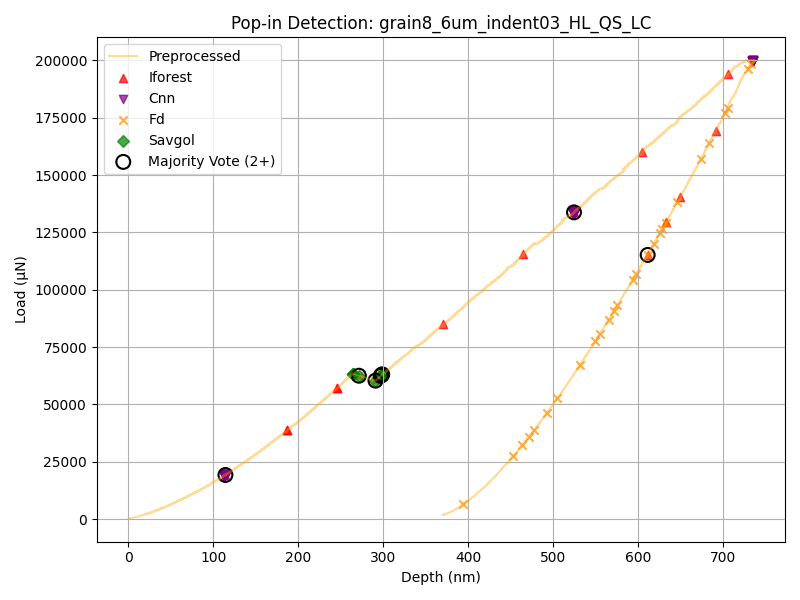 Pop-in Detection: grain8_6um_indent03_HL_QS_LC
Preprocessed
Iforest
Cnn
Fd
Savgol
Majority Vote (2+)
200000
175000
150000
125000
100000
75000
50000
25000
0
Load (µN)
0 100 200 300 400 500 600 700
Depth (nm)